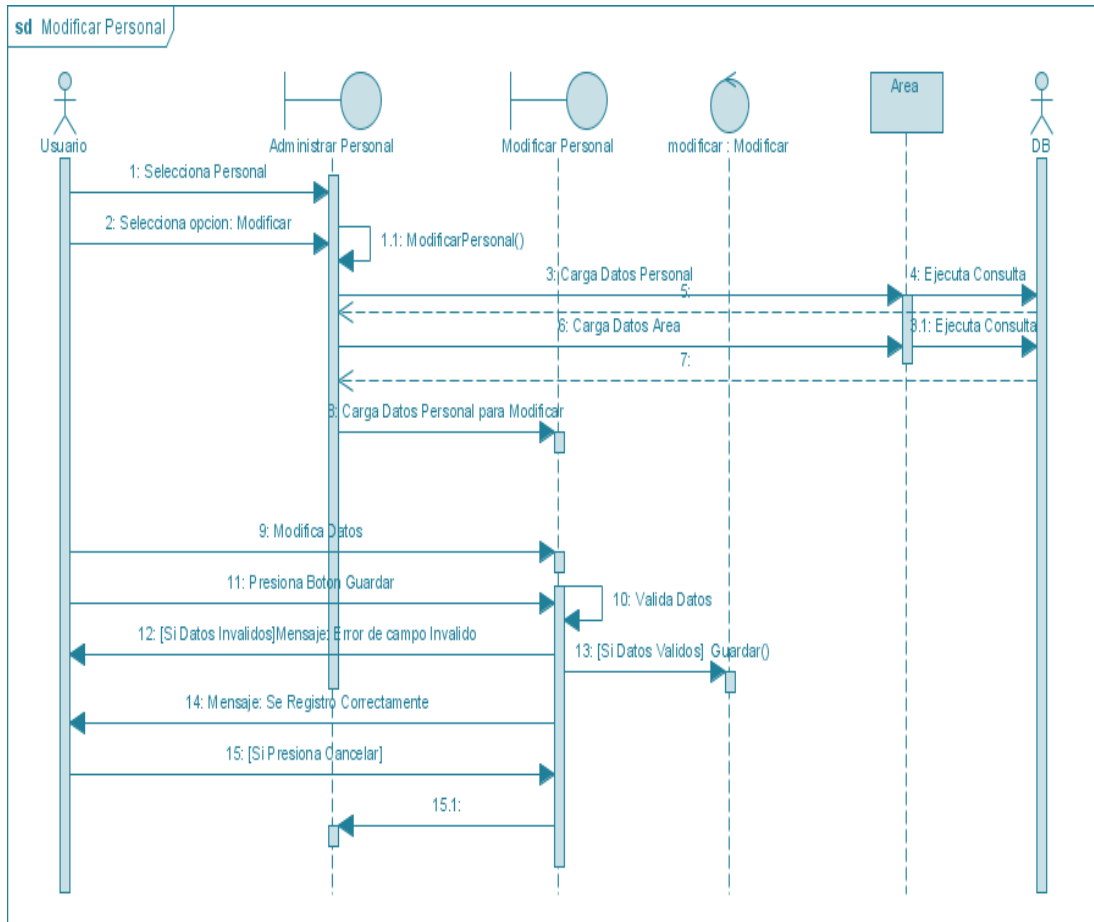 sd Modificar Personal
Usuario
Administrar Personal
Modificar Personal
modificar : Modificar
Area
DB
1: Selecciona Personal
2: Selecciona opcion: Modificar
1.1: ModificarPersonal()
3: Carga Datos Personal
4: Ejecuta Consulta
5:
6: Carga Datos Area
3.1: Ejecuta Consulta
7:
8: Carga Datos Personal para Modificar
9: Modifica Datos
11: Presiona Boton Guardar
10: Valida Datos
12: [Si Datos Invalidos]Mensaje: Error de campo Invalido
13: [Si Datos Validos] Guardar()
14: Mensaje: Se Registro Correctamente
15: [Si Presiona Cancelar]
15.1: